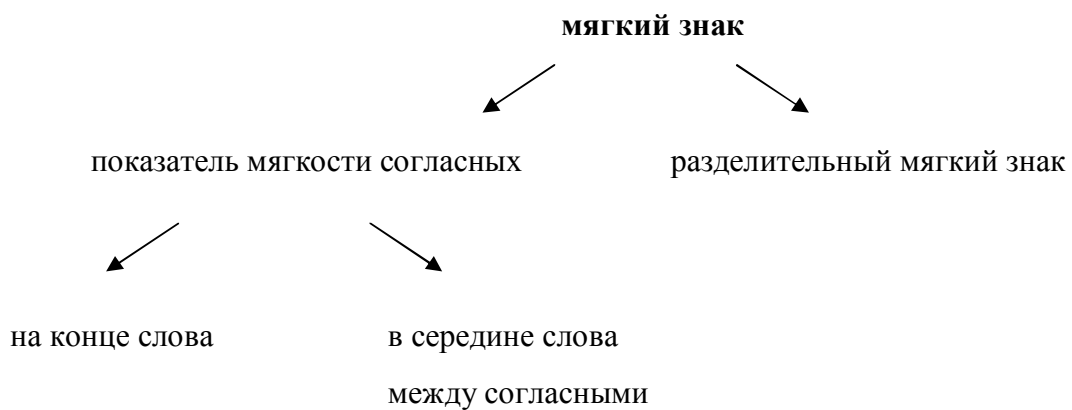 мягкий знак
показатель мягкости согласных
разделительный мягкий знак
на конце слова
в середине слова
между согласными